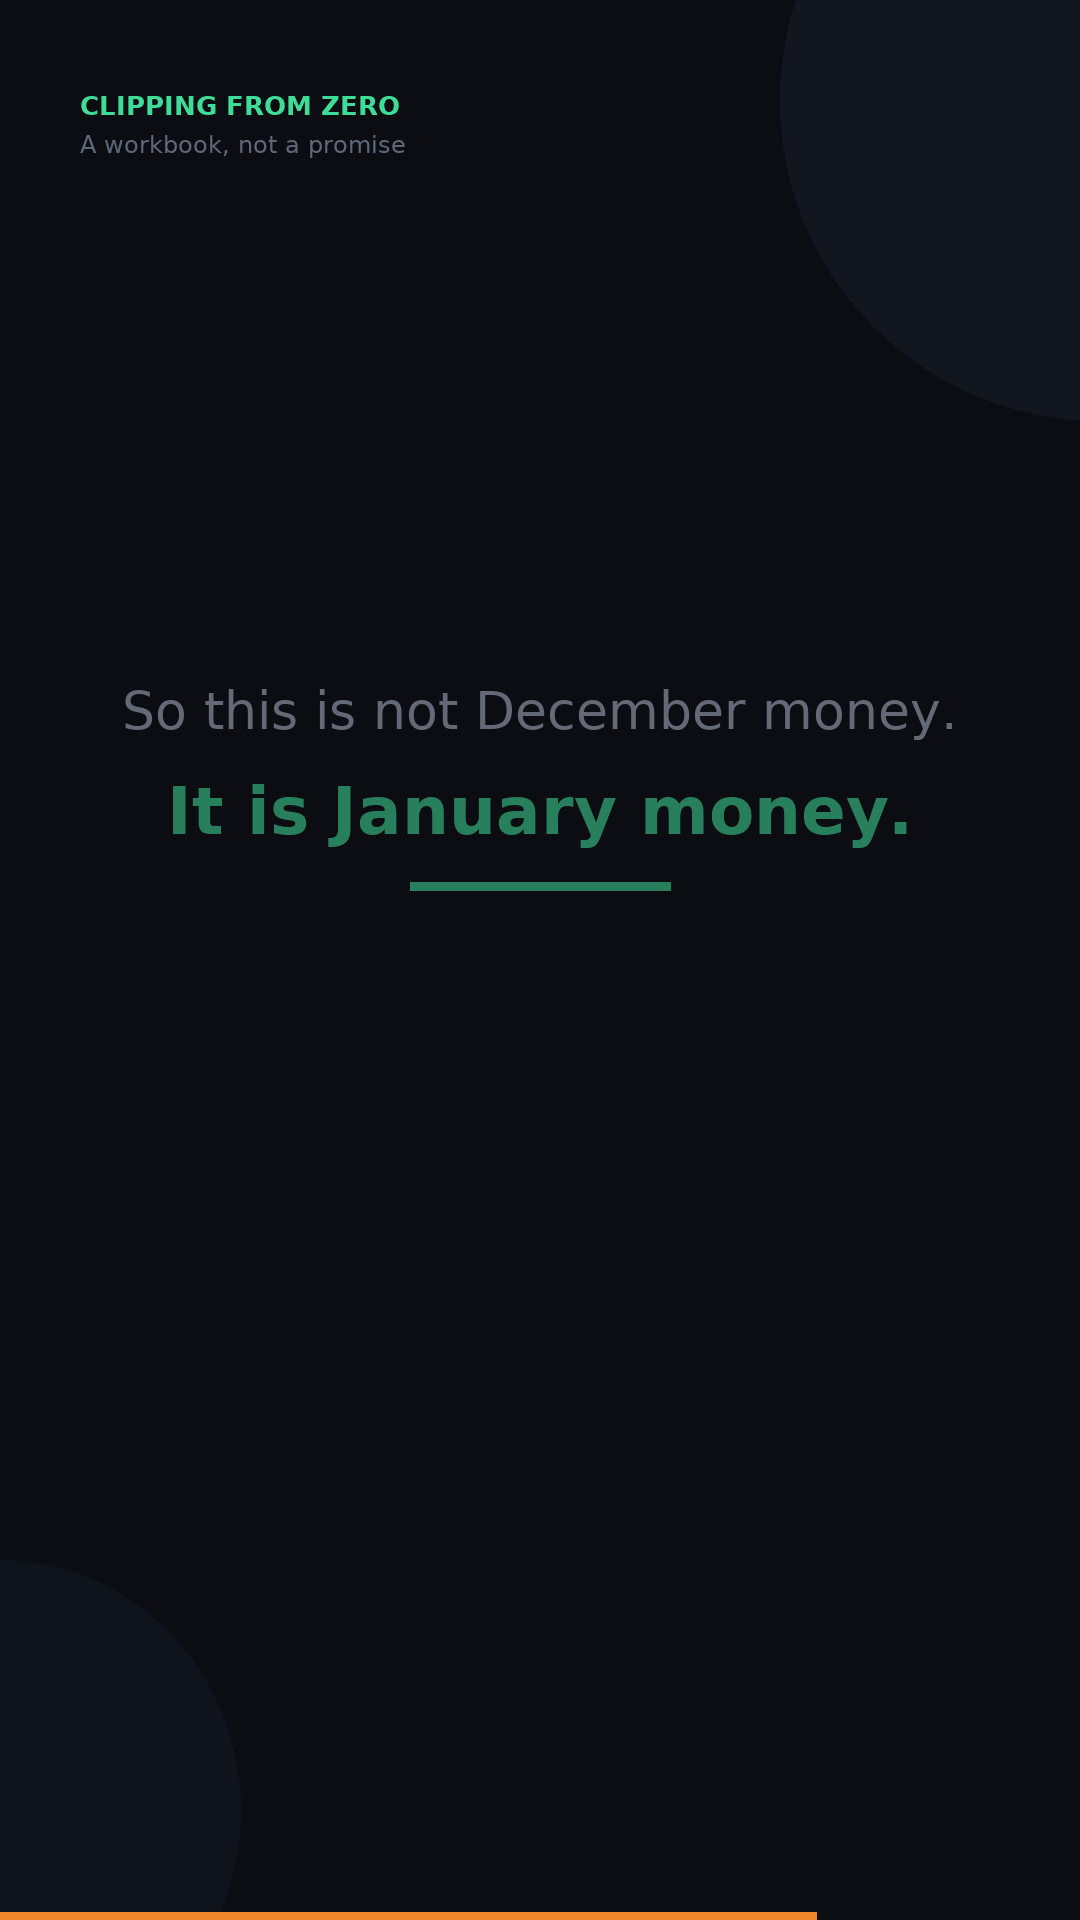 CLIPPING FROM ZERO
A workbook, not a promise
So this is not December money.
It is January money.